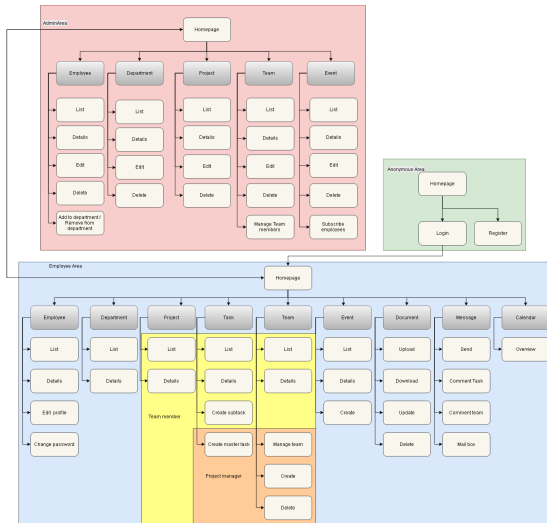 AdminArea
Homepage
Employee
Department
Project
Team
Event
List
List
List
List
List
Details
Details
Details
Details
Details
Edit
Edit
Edit
Edit
Edit
Delete
Delete
Delete
Delete
Delete
Add to department /
Remove from
department
Manage Team
members
Subscribe
employees
Anonymous Area
Homepage
Login
Register
Employee Area
Homepage
Employee
Department
Project
Task
Team
Event
Document
Message
Calendar
List
List
List
List
List
List
Upload
Send
Overview
Details
Details
Details
Details
Details
Details
Download
Comment Task
Edit profile
Team member
Create subtask
Create
Update
Comment team
Change password
Create master task
Manage team
Delete
Mail box
Project manager
Create
Delete